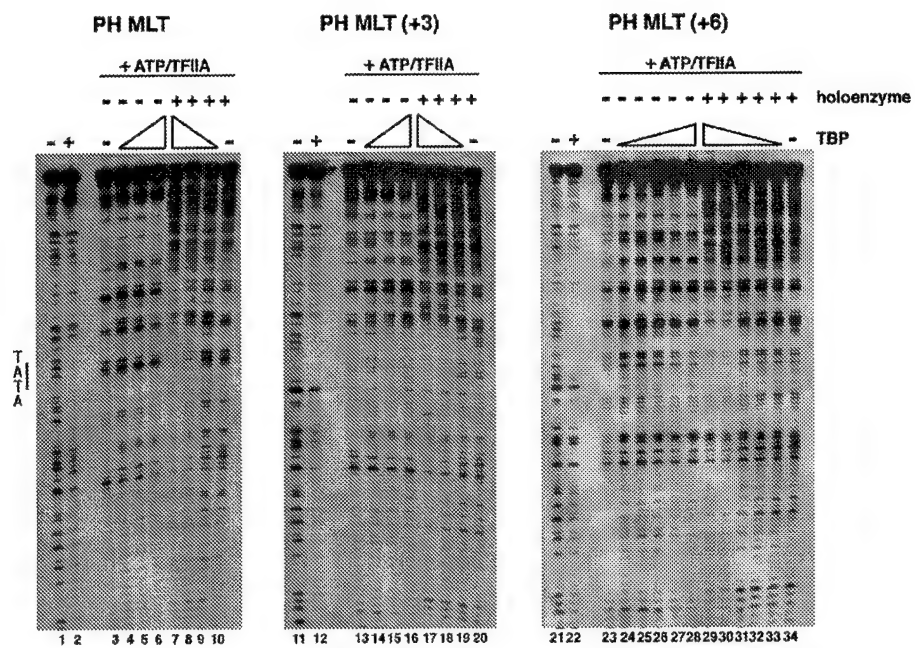 PH MLT PH MLT (+3) PH MLT (+6)
+ ATP/TFIIA + ATP/TFIIA + ATP/TFIIA
- - - - + + + + - - - - + + + + - - - - - - + + + + + + holoenzyme
- + - - - + - - - + - - TBP
T
A
T
A
1 2 3 4 5 6 7 8 9 10 11 12 13 14 15 16 17 18 19 20 21 22 23 24 25 26 27 28 29 30 31 32 33 34